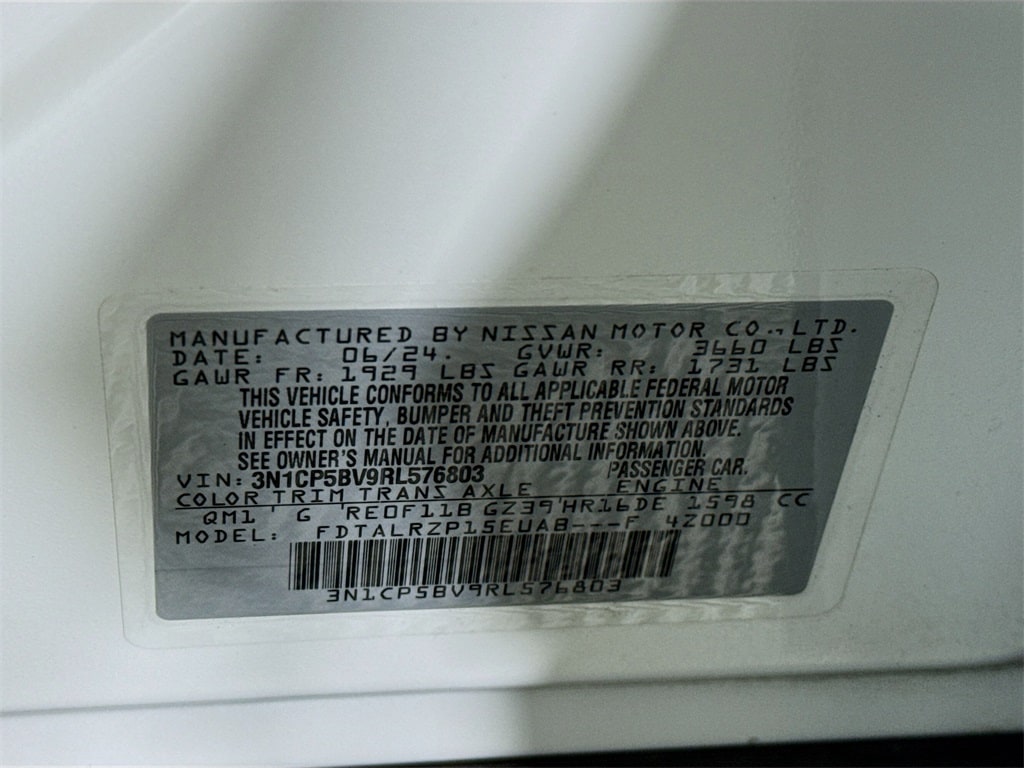 MANUFACTURED BY NISSAN MOTOR CO., LTD.
DATE: 06/24. GVWR: 3660 LBS
GAWR FR: 1929 LBS GAWR RR: 1731 LBS
THIS VEHICLE CONFORMS TO ALL APPLICABLE FEDERAL MOTOR
VEHICLE SAFETY, BUMPER AND THEFT PREVENTION STANDARDS
IN EFFECT ON THE DATE OF MANUFACTURE SHOWN ABOVE.
SEE OWNER'S MANUAL FOR ADDITIONAL INFORMATION.
VIN: 3N1CP5BV9RL576803 PASSENGER CAR.
COLOR TRIM TRANS AXLE ENGINE
QM1 ' G 'RE0F11B GZ39'HR16DE 1598 CC
MODEL: FDTALRZP15EUAB---F 4Z000
3N1CP5BV9RL576803